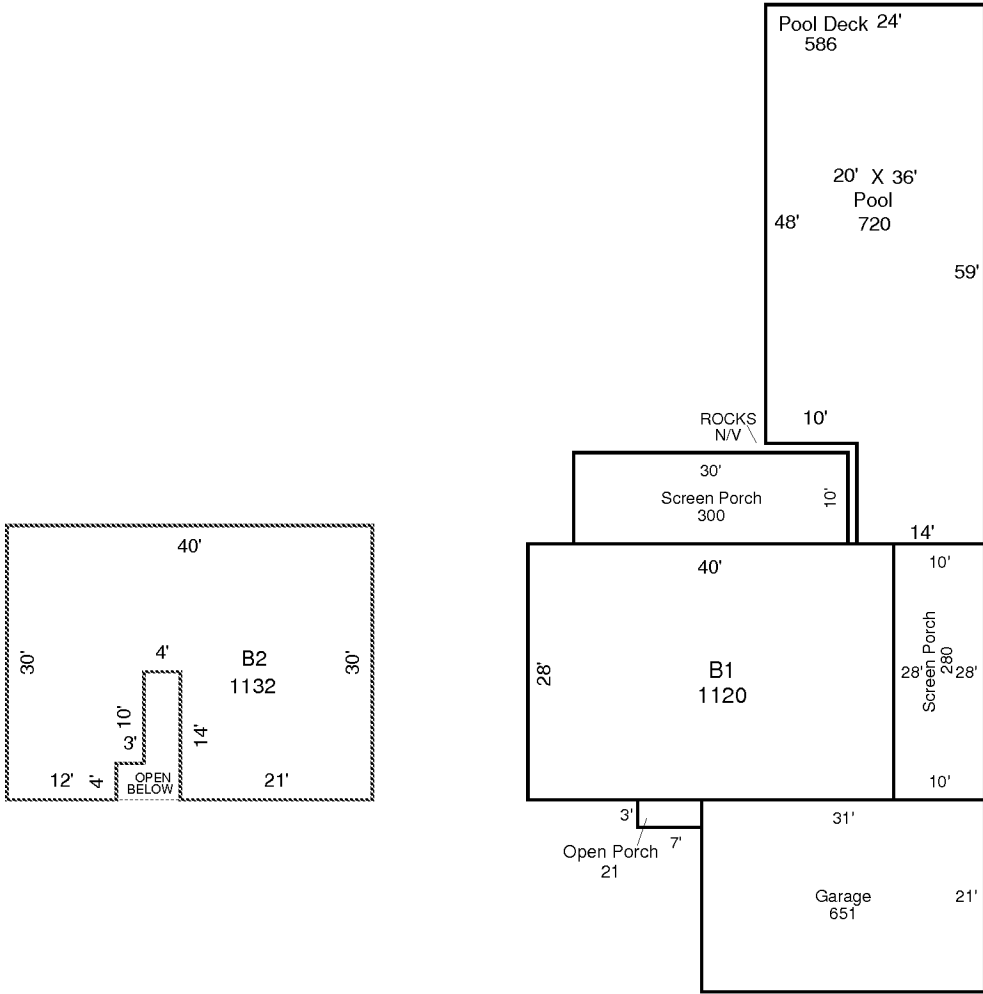 Pool Deck 24'
586
20' X 36'
Pool
720
48'
59'
10'
ROCKS
N/V
30'
Screen Porch
300
10'
14'
40'
28'
B1
1120
10'
28'
Screen Porch
280
28'
10'
3'
7'
Open Porch
21
31'
Garage
651
21'
40'
30'
B2
1132
30'
4'
10'
3'
14'
12'
4'
OPEN
BELOW
21'